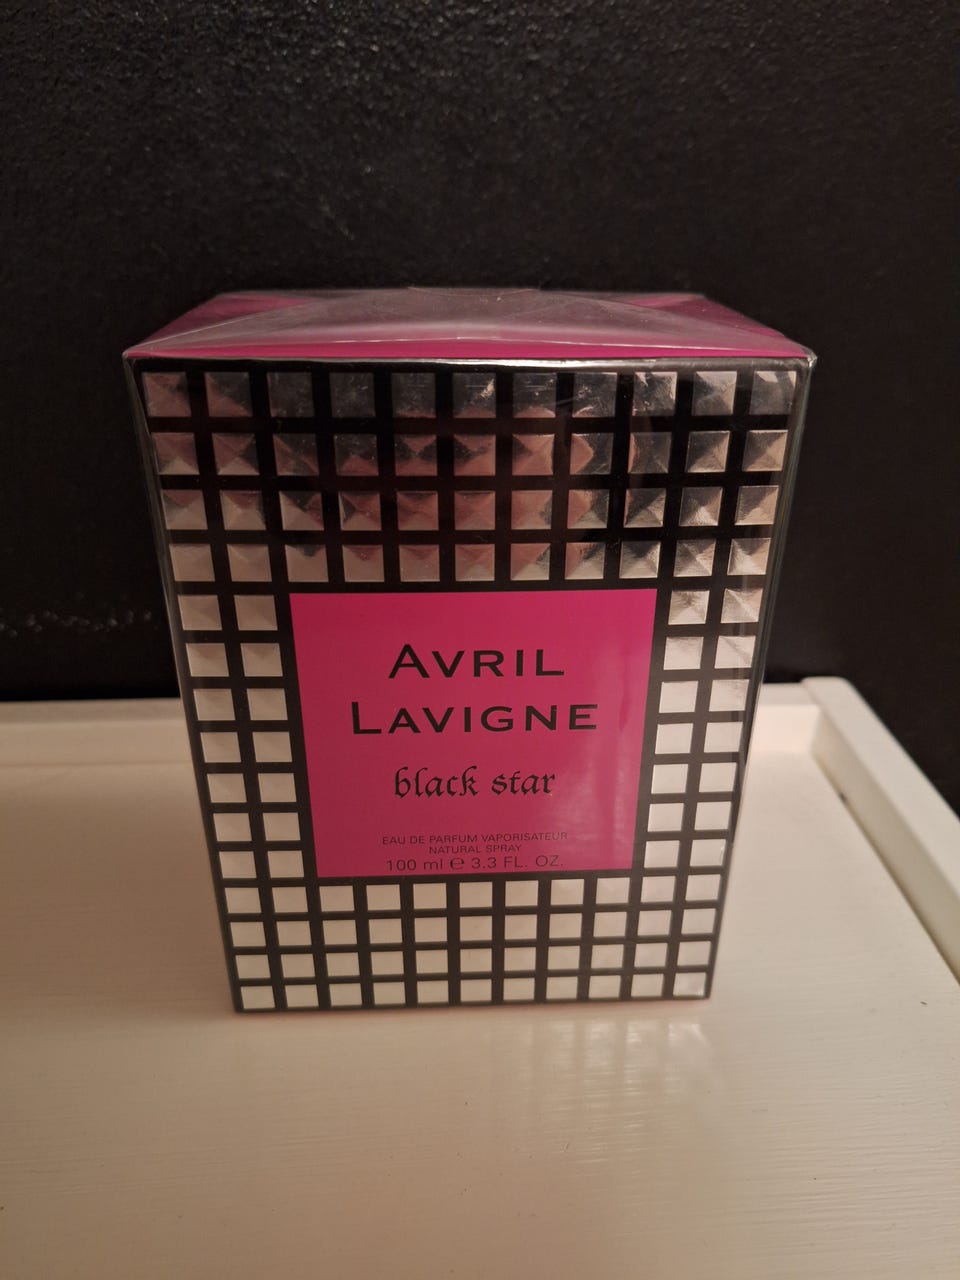 AVRIL
LAVIGNE
black star
EAU DE PARFUM VAPORISATEUR
NATURAL SPRAY
100 ml ℮ 3.3 FL. OZ.